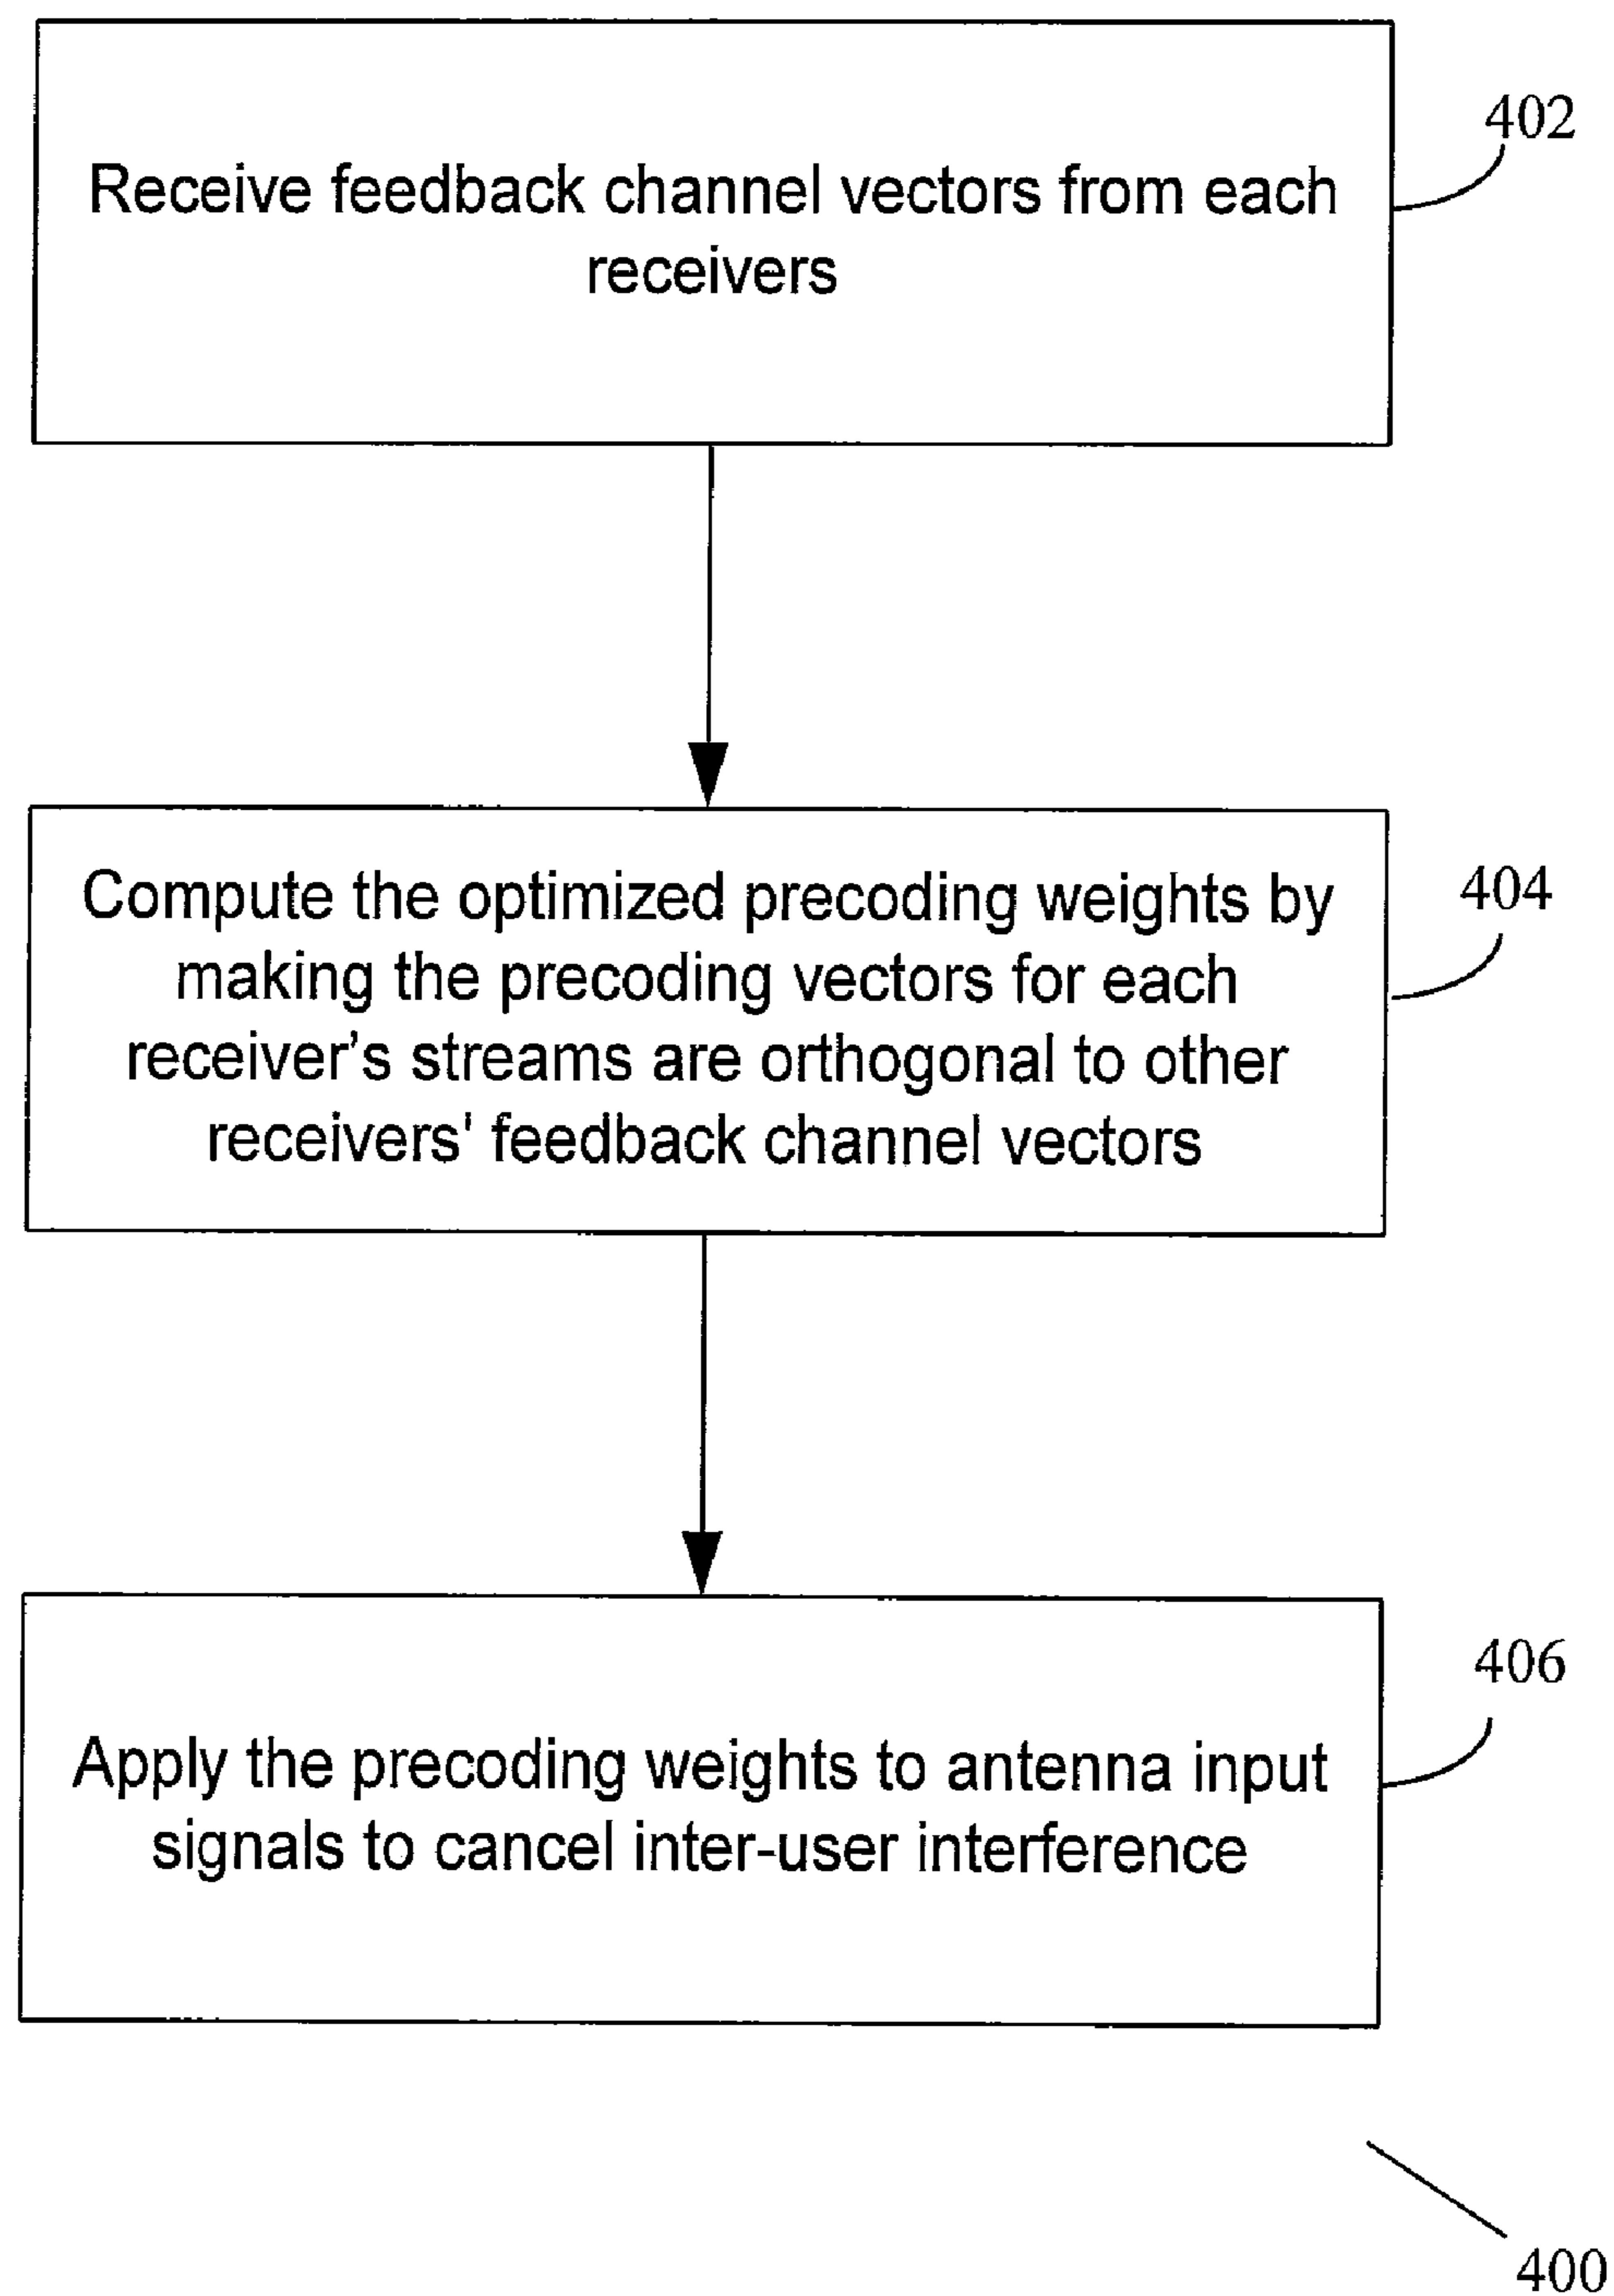 Receive feedback channel vectors from each
receivers
402
Compute the optimized precoding weights by
making the precoding vectors for each
receiver's streams are orthogonal to other
receivers' feedback channel vectors
404
Apply the precoding weights to antenna input
signals to cancel inter-user interference
406
400